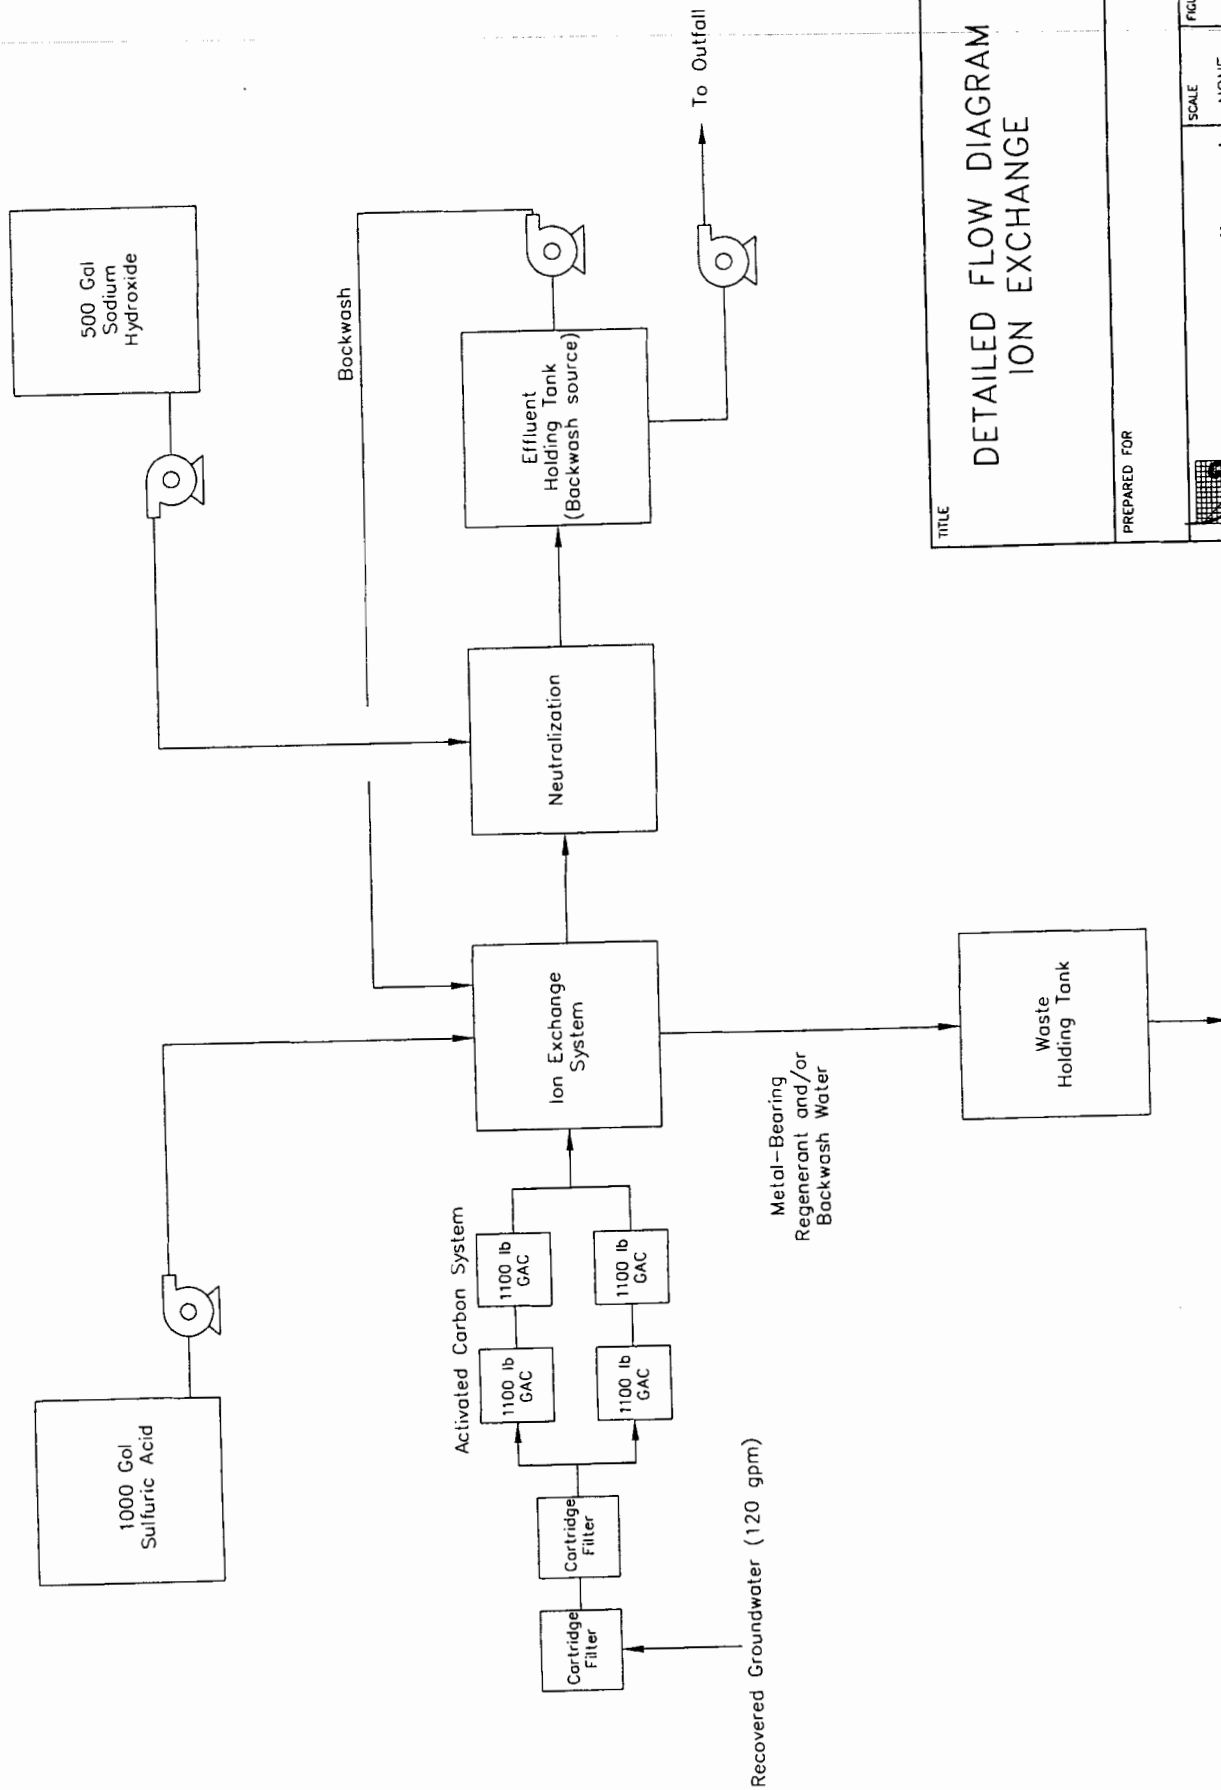 1000 Gal
Sulfuric Acid
500 Gal
Sodium
Hydroxide
Backwash
Activated Carbon System
Cartridge
Filter
Cartridge
Filter
1100 lb
GAC
1100 lb
GAC
1100 lb
GAC
1100 lb
GAC
Ion Exchange
System
Neutralization
Effluent
Holding Tank
(Backwash source)
To Outfall
Recovered Groundwater (120 gpm)
Metal-Bearing
Regenerant and/or
Backwash Water
Waste
Holding Tank
TITLE
DETAILED FLOW DIAGRAM
ION EXCHANGE
PREPARED FOR
SCALE
NONE